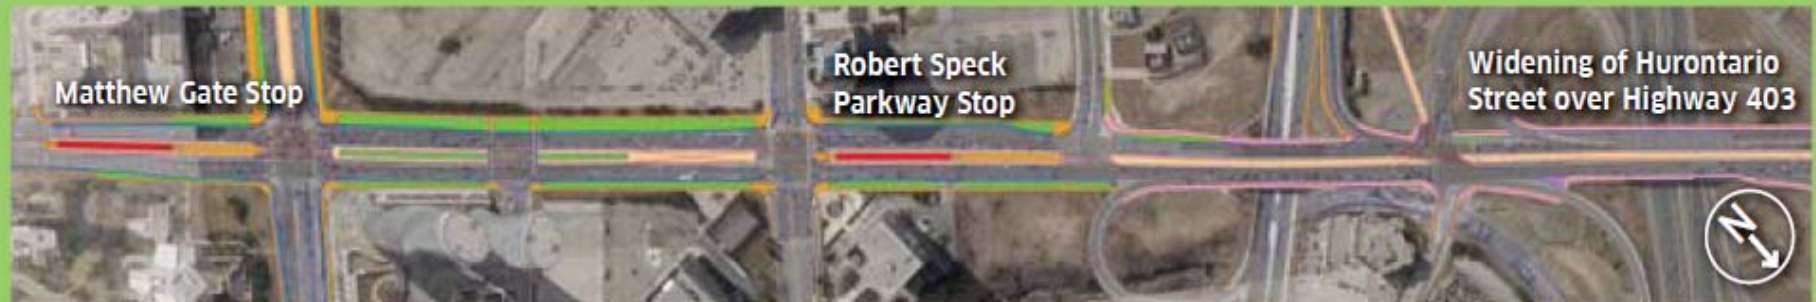 Matthew Gate Stop
Robert Speck
Parkway Stop
Widening of Hurontario
Street over Highway 403
N